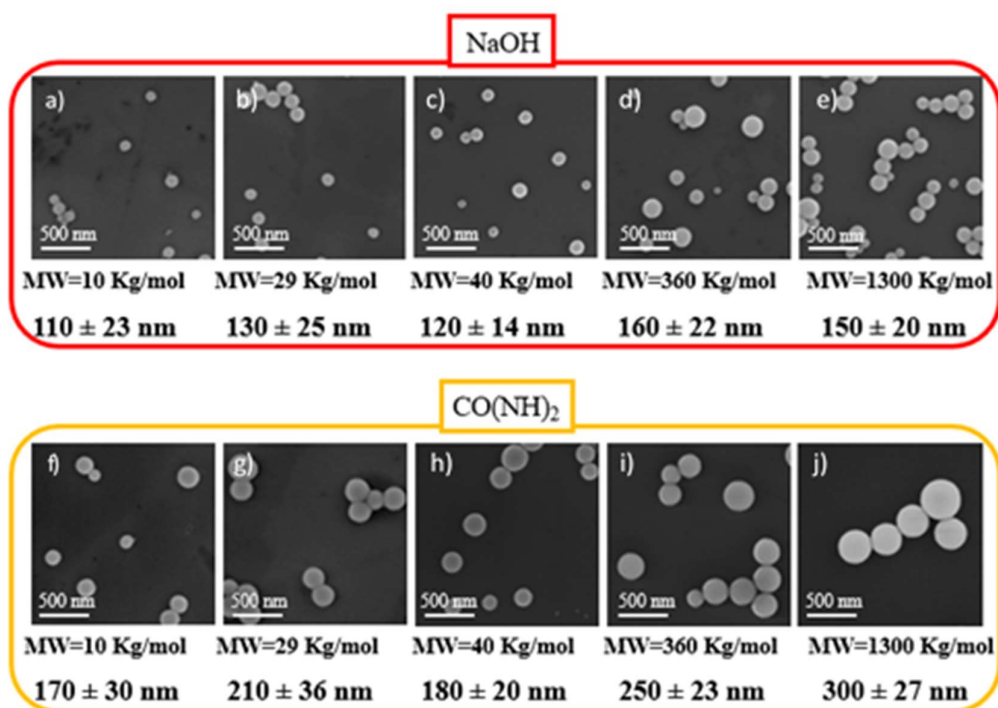 NaOH
a) b) c) d) e)
500 nm 500 nm 500 nm 500 nm 500 nm
MW=10 Kg/mol MW=29 Kg/mol MW=40 Kg/mol MW=360 Kg/mol MW=1300 Kg/mol
110 ± 23 nm 130 ± 25 nm 120 ± 14 nm 160 ± 22 nm 150 ± 20 nm
CO(NH)₂
f) g) h) i) j)
500 nm 500 nm 500 nm 500 nm 500 nm
MW=10 Kg/mol MW=29 Kg/mol MW=40 Kg/mol MW=360 Kg/mol MW=1300 Kg/mol
170 ± 30 nm 210 ± 36 nm 180 ± 20 nm 250 ± 23 nm 300 ± 27 nm